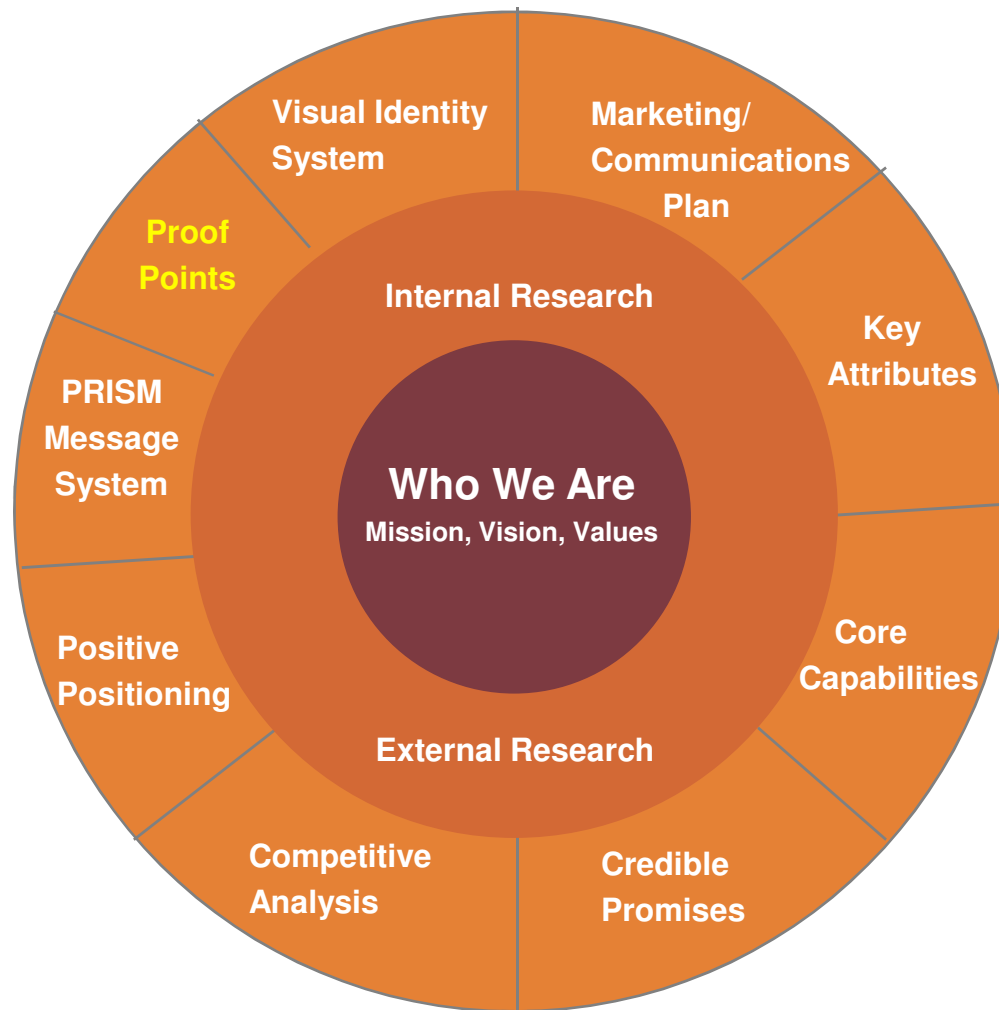 Visual Identity
System
Marketing/
Communications
Plan
Proof
Points
Internal Research
Key
Attributes
PRISM
Message
System
Who We Are
Mission, Vision, Values
Positive
Positioning
Core
Capabilities
External Research
Competitive
Analysis
Credible
Promises